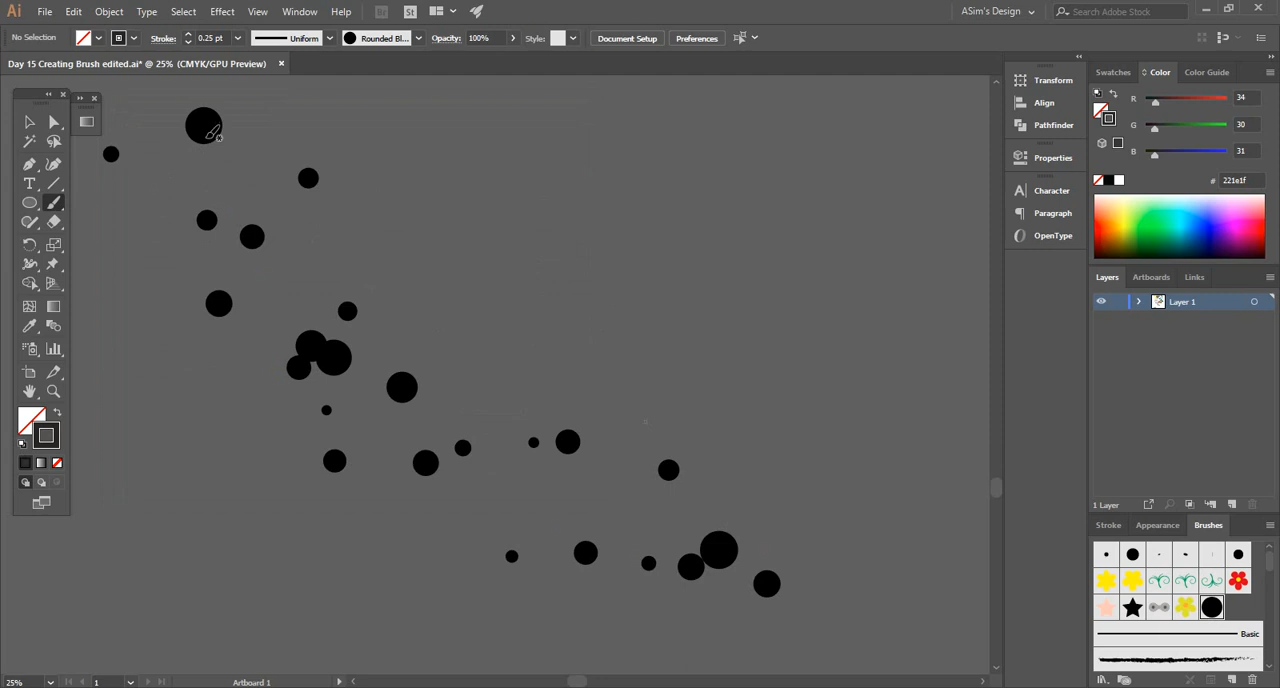 Ai File Edit Object Type Select Effect View Window Help Br St ASim's Design Search Adobe Stock
No Selection Stroke: 0.25 pt Uniform Rounded Bl... Opacity: 100% Style: Document Setup Preferences
Day 15 Creating Brush edited.ai* @ 25% (CMYK/GPU Preview)
Transform
Align
Pathfinder
Properties
Character
Paragraph
OpenType
Swatches Color Color Guide
R 34
G 30
B 31
# 221e1f
Layers Artboards Links
Layer 1
1 Layer
Stroke Appearance Brushes
Basic
25% 1 Artboard 1